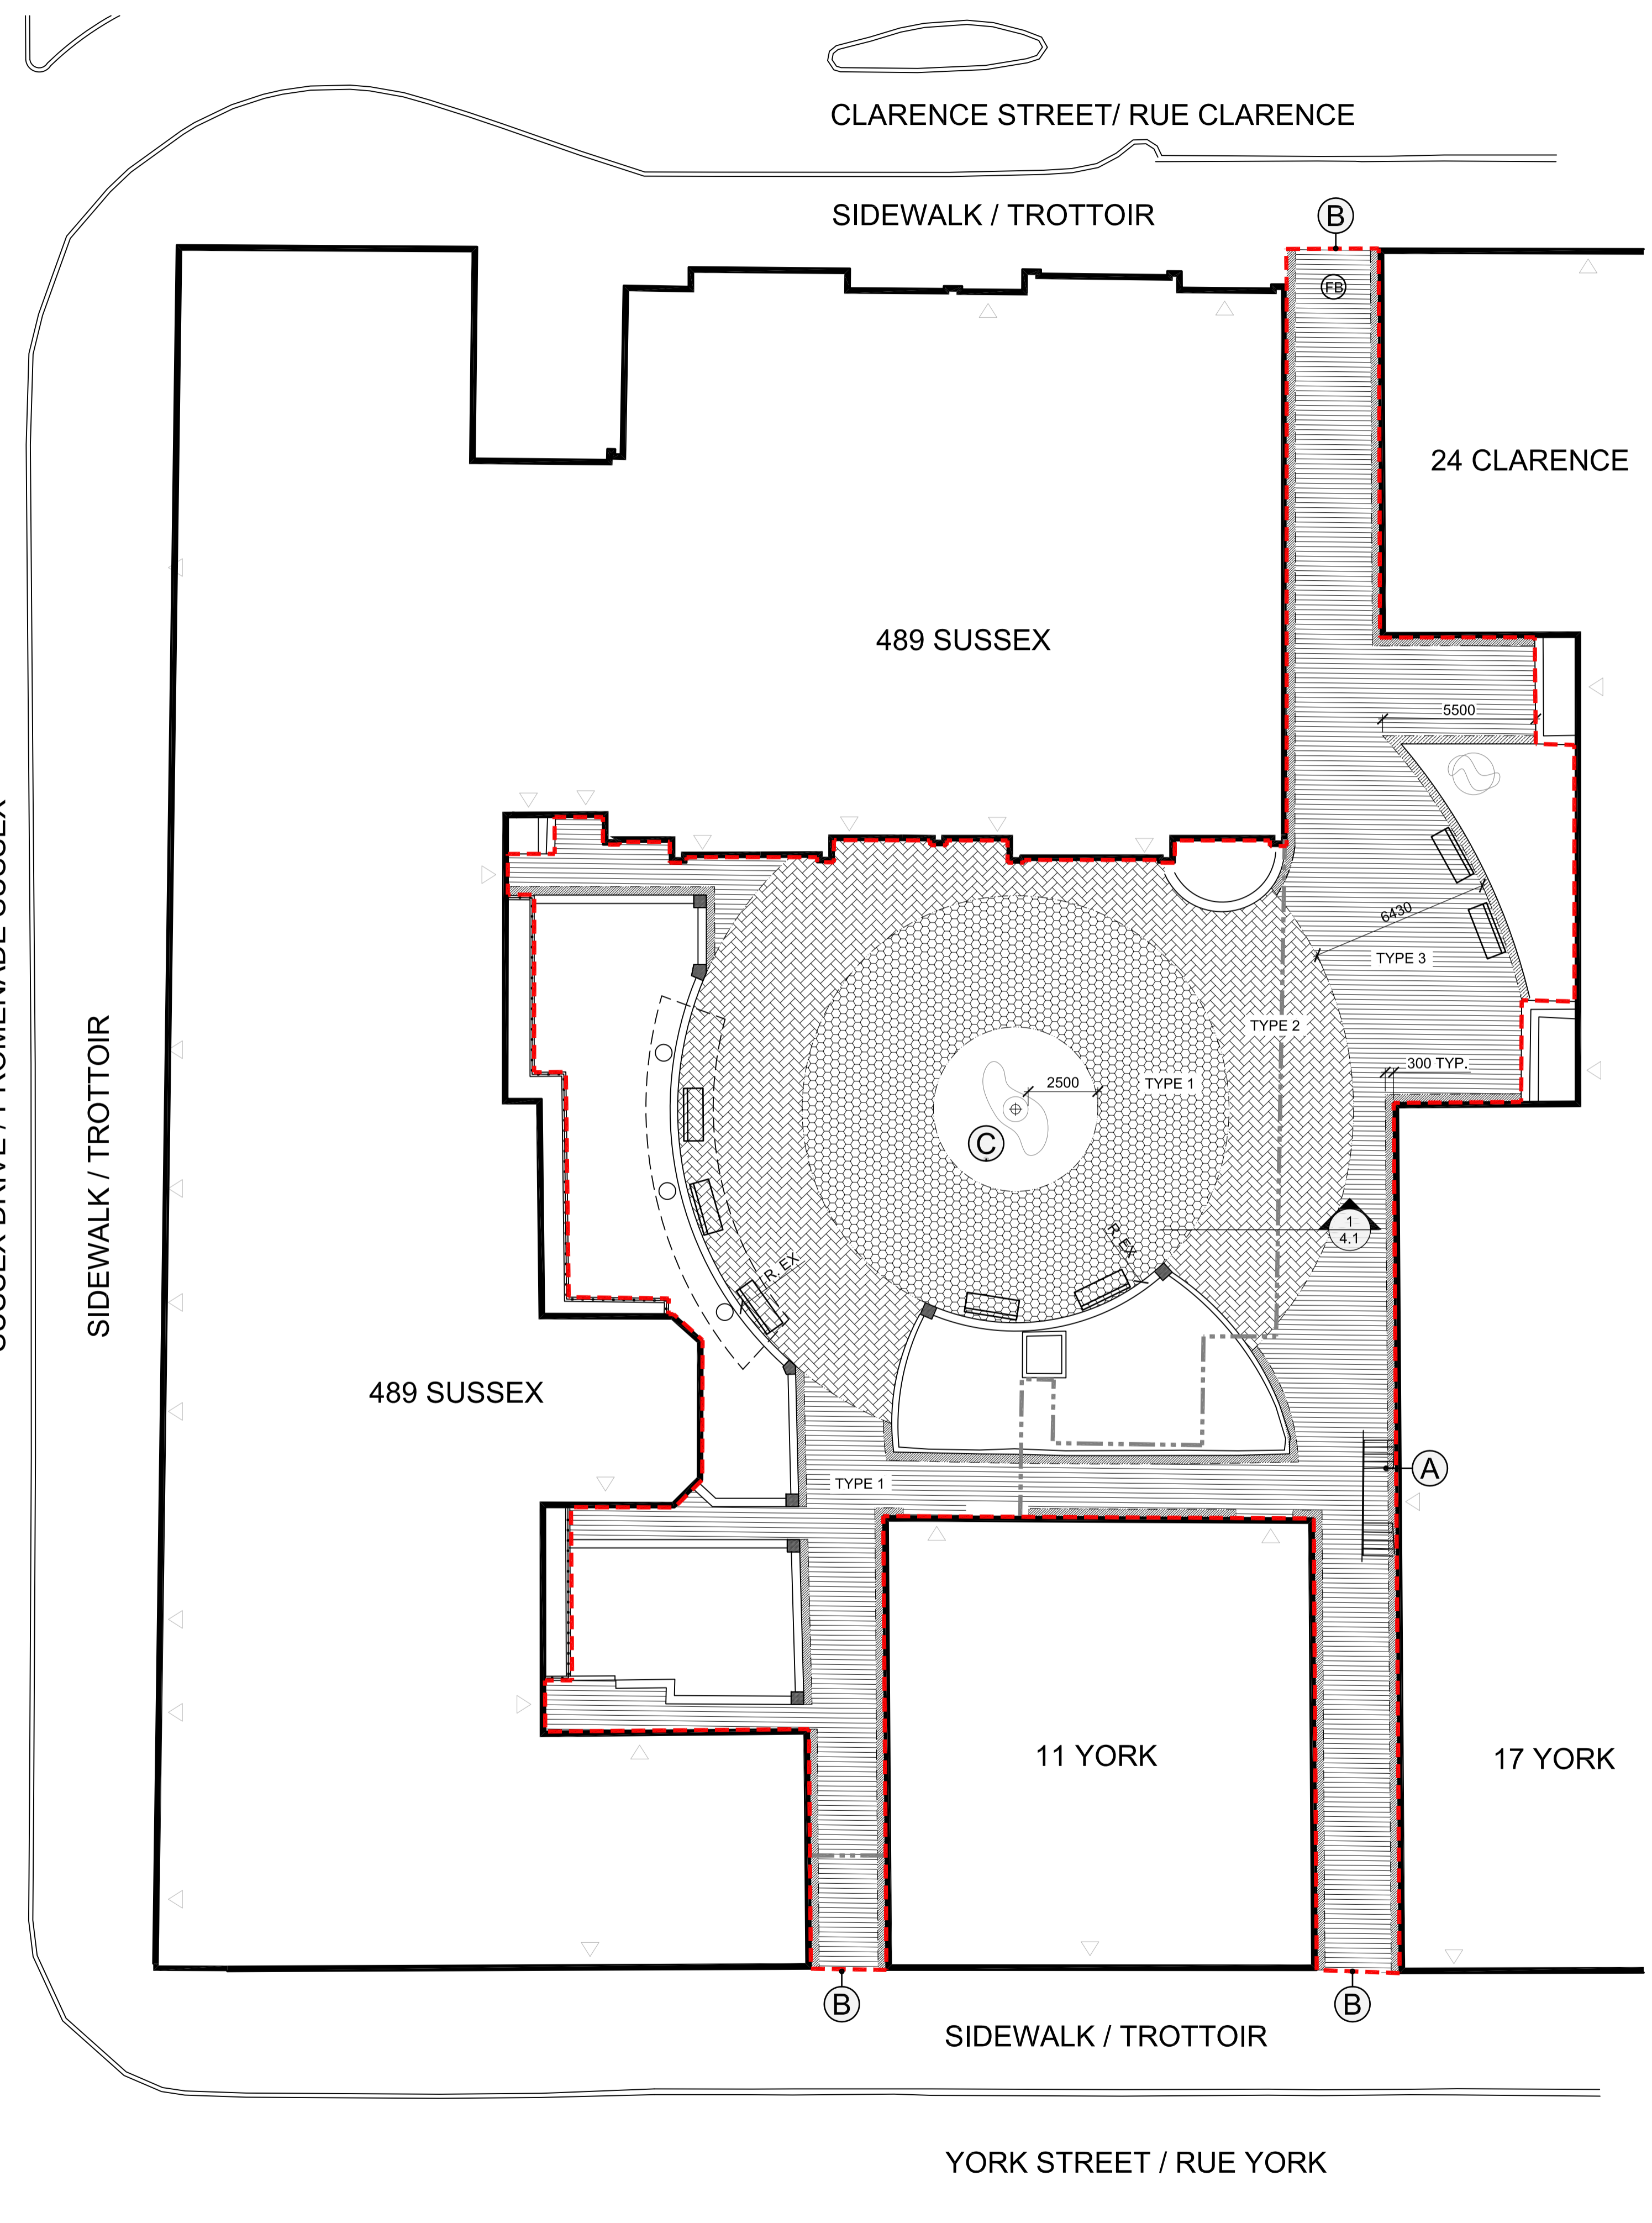 CLARENCE STREET/ RUE CLARENCE
SIDEWALK / TROTTOIR
B
FB
24 CLARENCE
489 SUSSEX
5500
6430
TYPE 3
TYPE 2
300 TYP.
2500
TYPE 1
C
SIDEWALK / TROTTOIR
1
4.1
R. EX
R. EX
489 SUSSEX
A
TYPE 1
11 YORK
17 YORK
B
B
SIDEWALK / TROTTOIR
YORK STREET / RUE YORK